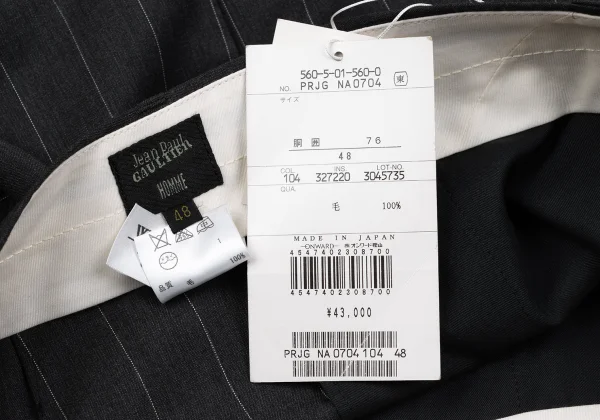 Jean Paul
GAULTIER
HOMME
48
品質 毛 100%
560-5-01-560-0
NO. PRJG NA0704 東
サイズ
胴囲 76
48
COL. INS. LOT-NO.
104 327220 3045735
QUA.
毛 100%
MADE IN JAPAN
—ONWARD— ㈱オンワード樫山
4547402308700
4547402308700
¥43,000
PRJG NA0704 104 48